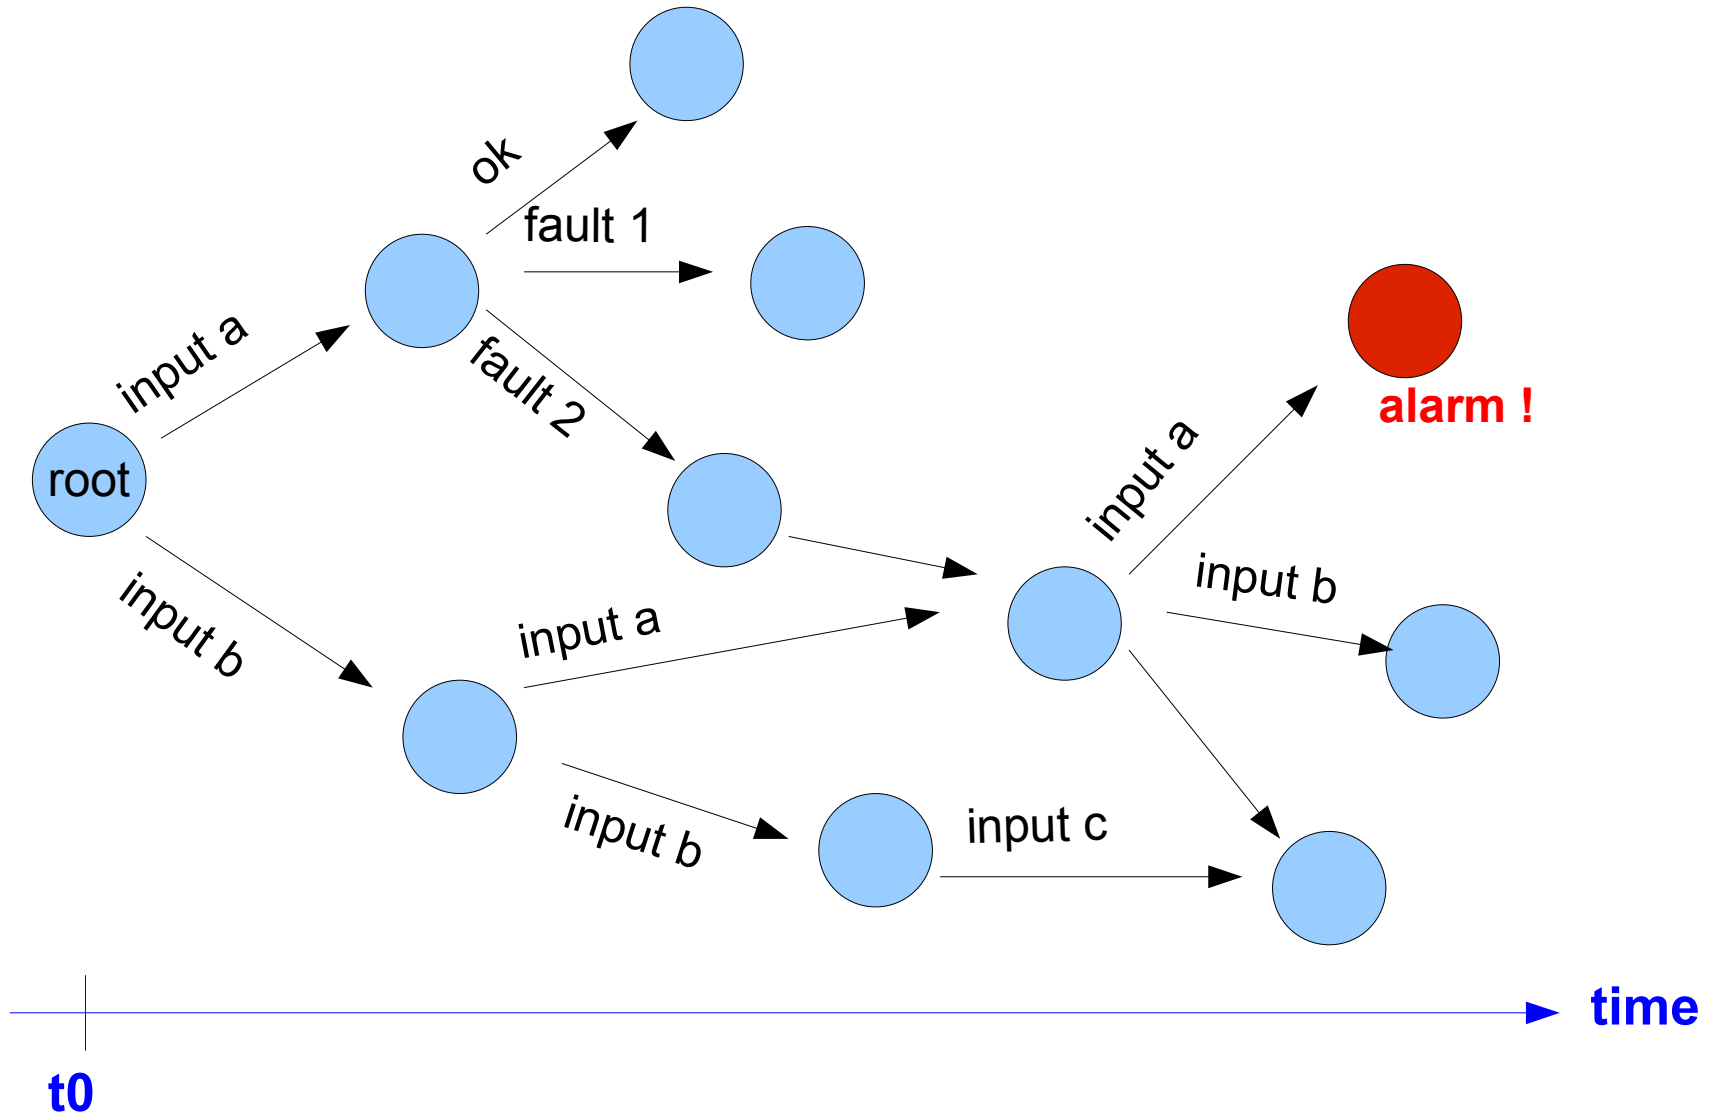 ok
fault 1
input a
fault 2
alarm !
root
input a
input b
input b
input a
input b
input c
time
t0